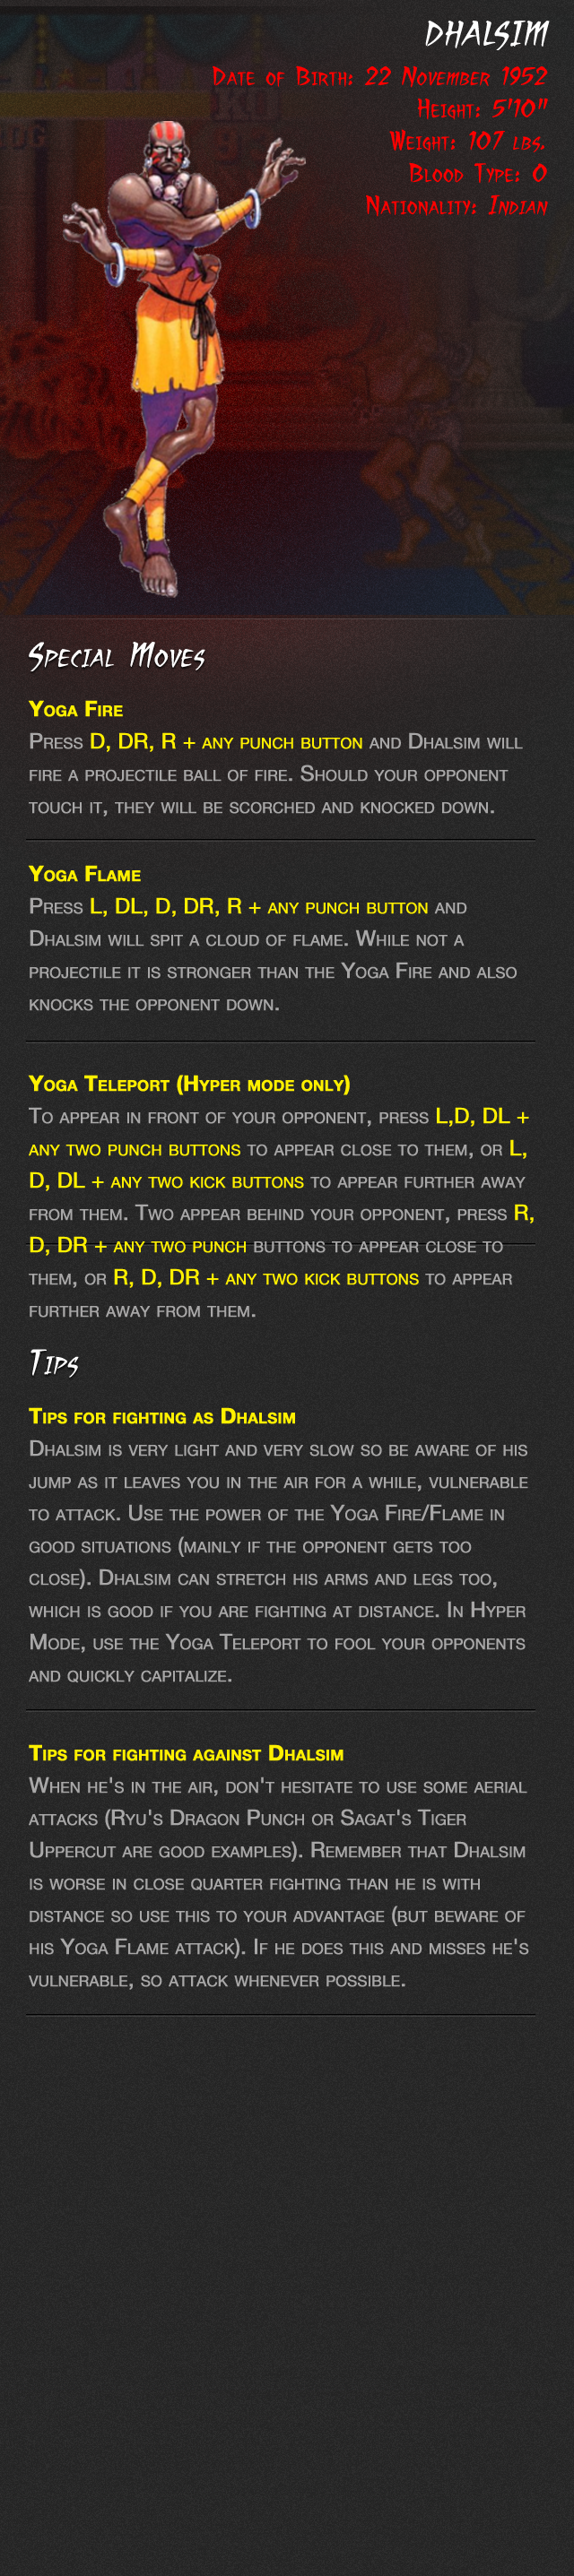 DHALSIM
Date of Birth: 22 November 1952
Height: 5'10"
Weight: 107 lbs.
Blood Type: O
Nationality: Indian
KO
Special Moves
Yoga Fire
Press D, DR, R + any punch button and Dhalsim will
fire a projectile ball of fire. Should your opponent
touch it, they will be scorched and knocked down.
Yoga Flame
Press L, DL, D, DR, R + any punch button and
Dhalsim will spit a cloud of flame. While not a
projectile it is stronger than the Yoga Fire and also
knocks the opponent down.
Yoga Teleport (Hyper mode only)
To appear in front of your opponent, press L,D, DL +
any two punch buttons to appear close to them, or L,
D, DL + any two kick buttons to appear further away
from them. Two appear behind your opponent, press R,
D, DR + any two punch buttons to appear close to
them, or R, D, DR + any two kick buttons to appear
further away from them.
Tips
Tips for fighting as Dhalsim
Dhalsim is very light and very slow so be aware of his
jump as it leaves you in the air for a while, vulnerable
to attack. Use the power of the Yoga Fire/Flame in
good situations (mainly if the opponent gets too
close). Dhalsim can stretch his arms and legs too,
which is good if you are fighting at distance. In Hyper
Mode, use the Yoga Teleport to fool your opponents
and quickly capitalize.
Tips for fighting against Dhalsim
When he's in the air, don't hesitate to use some aerial
attacks (Ryu's Dragon Punch or Sagat's Tiger
Uppercut are good examples). Remember that Dhalsim
is worse in close quarter fighting than he is with
distance so use this to your advantage (but beware of
his Yoga Flame attack). If he does this and misses he's
vulnerable, so attack whenever possible.